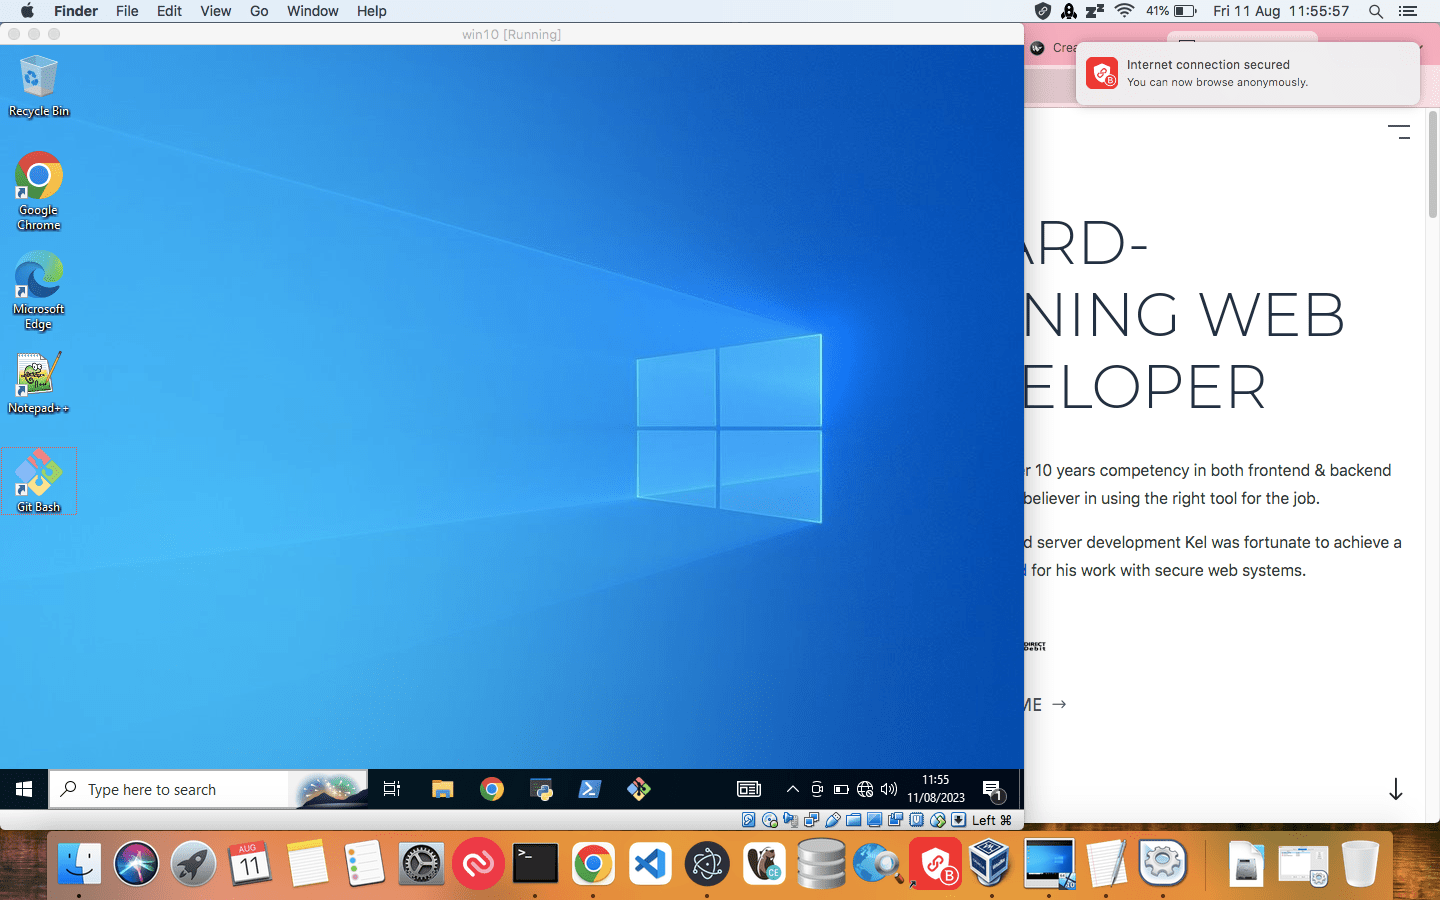 Finder File Edit View Go Window Help
41% Fri 11 Aug 11:55:57
win10 [Running]
Crea
Internet connection secured
You can now browse anonymously.
Recycle Bin
Google
Chrome
Microsoft
Edge
Notepad++
Git Bash
ARD-
NING WEB
ELOPER
r 10 years competency in both frontend & backend
believer in using the right tool for the job.
d server development Kel was fortunate to achieve a
d for his work with secure web systems.
DIRECT
Debit
ME →
Type here to search
11:55
11/08/2023
1
Left ⌘
AUG
11
CE
B